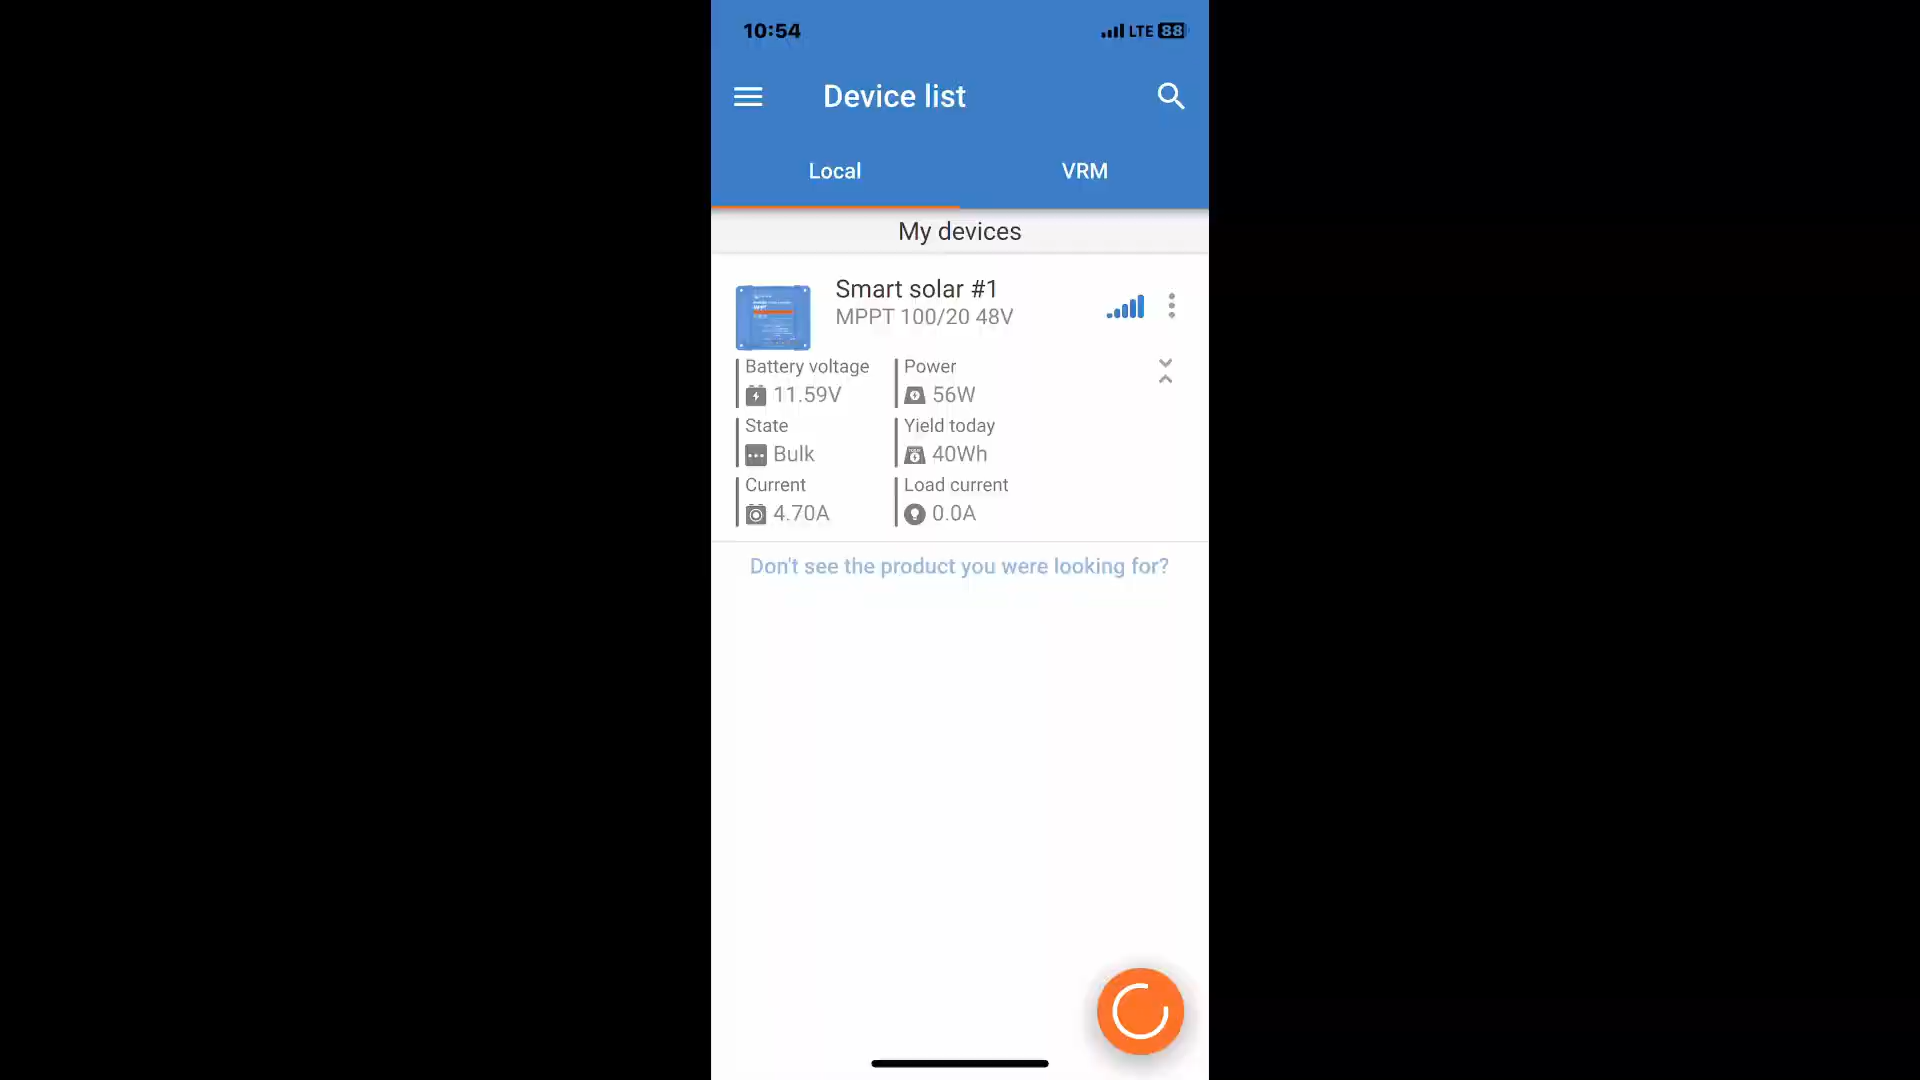 10:54
LTE 88
Device list
Local
VRM
My devices
Smart solar #1
MPPT 100/20 48V
Battery voltage
11.59V
Power
56W
State
Bulk
Yield today
40Wh
Current
4.70A
Load current
0.0A
Don't see the product you were looking for?